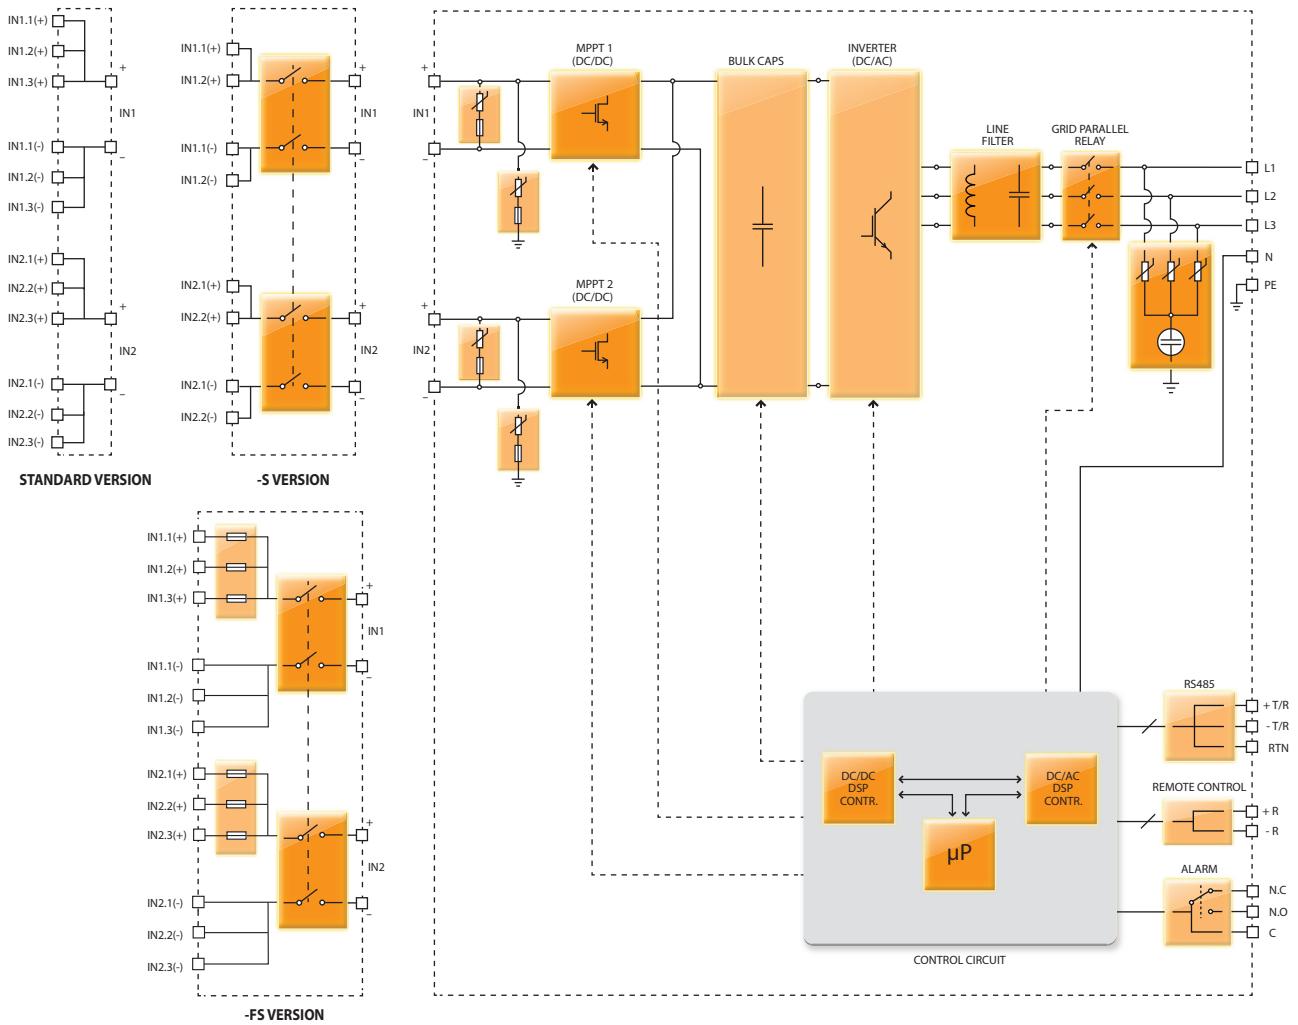 IN1.1(+)
IN1.2(+)
IN1.3(+)
+
IN1
IN1.1(-)
–
IN1.2(-)
IN1.3(-)
IN2.1(+)
IN2.2(+)
+
IN2.3(+)
IN2
IN2.1(-)
–
IN2.2(-)
IN2.3(-)
STANDARD VERSION
IN1.1(+)
+
IN1.2(+)
IN1
IN1.1(-)
–
IN1.2(-)
IN2.1(+)
+
IN2.2(+)
IN2
IN2.1(-)
–
IN2.2(-)
-S VERSION
IN1.1(+)
IN1.2(+)
+
IN1.3(+)
IN1
IN1.1(-)
–
IN1.2(-)
IN1.3(-)
IN2.1(+)
IN2.2(+)
+
IN2.3(+)
IN2
IN2.1(-)
–
IN2.2(-)
IN2.3(-)
-FS VERSION
+
IN1
–
+
IN2
–
MPPT 1
(DC/DC)
MPPT 2
(DC/DC)
BULK CAPS
INVERTER
(DC/AC)
LINE
FILTER
GRID PARALLEL
RELAY
L1
L2
L3
N
PE
DC/DC
DSP
CONTR.
DC/AC
DSP
CONTR.
µP
CONTROL CIRCUIT
RS485
+ T/R
- T/R
RTN
REMOTE CONTROL
+ R
- R
ALARM
N.C
N.O
C